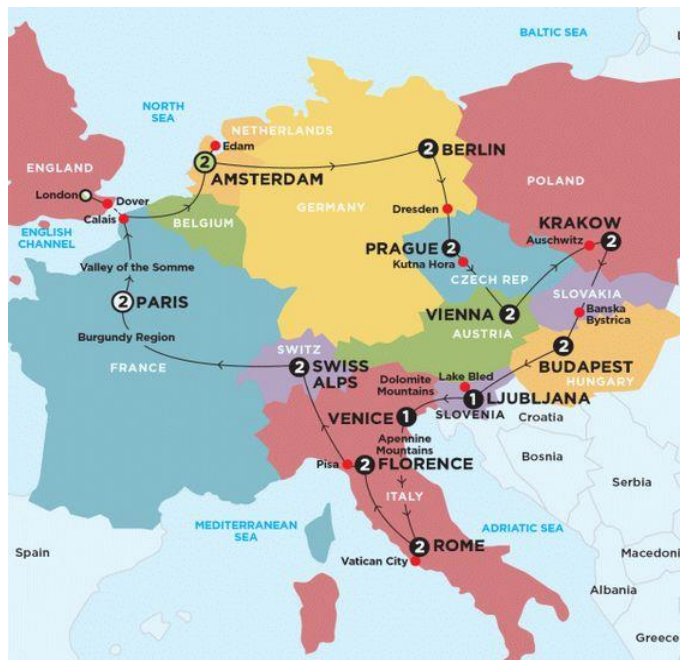 BALTIC SEA
NORTH
SEA
NETHERLANDS
Edam
2
AMSTERDAM
2
BERLIN
ENGLAND
London
Dover
Calais
ENGLISH
CHANNEL
BELGIUM
GERMANY
POLAND
Dresden
PRAGUE
2
Kutna Hora
CZECH REP
KRAKOW
2
Auschwitz
Valley of the Somme
2
PARIS
Burgundy Region
FRANCE
VIENNA
2
AUSTRIA
SLOVAKIA
Banska
Bystrica
2
BUDAPEST
HUNGARY
SWITZ
2
SWISS
ALPS
Dolomite
Mountains
Lake Bled
1
LJUBLJANA
SLOVENIA
Croatia
VENICE
1
Apennine
Mountains
Bosnia
Pisa
2
FLORENCE
ITALY
Serbia
MEDITERRANEAN
SEA
ADRIATIC SEA
2
ROME
Vatican City
Spain
Macedoni
Albania
Greece